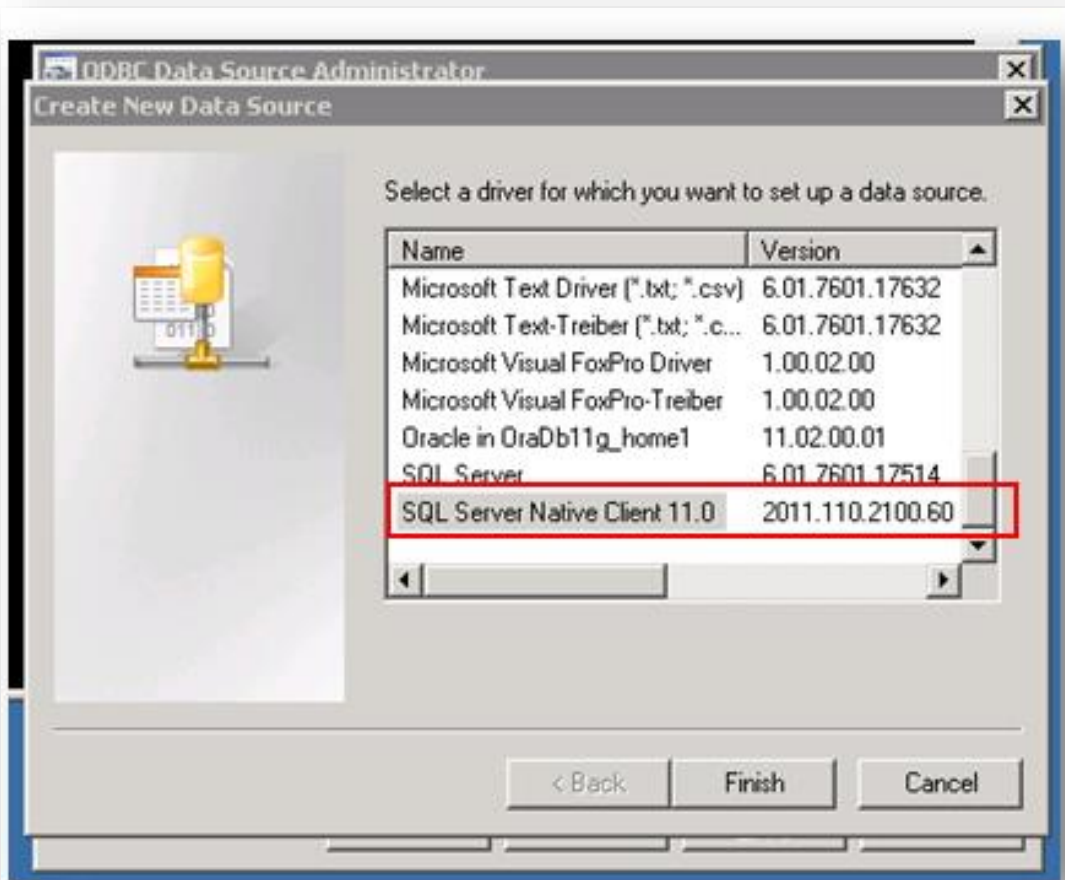 ODBC Data Source Administrator
Create New Data Source
Select a driver for which you want to set up a data source.
Name Version
Microsoft Text Driver (*.txt; *.csv) 6.01.7601.17632
Microsoft Text-Treiber (*.txt; *.c... 6.01.7601.17632
Microsoft Visual FoxPro Driver 1.00.02.00
Microsoft Visual FoxPro-Treiber 1.00.02.00
Oracle in OraDb11g_home1 11.02.00.01
SQL Server 6.01.7601.17514
SQL Server Native Client 11.0 2011.110.2100.60
< Back Finish Cancel